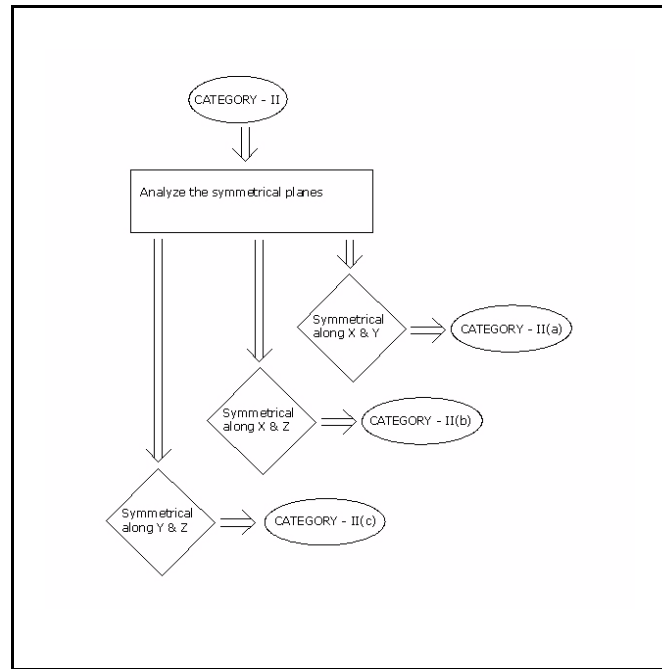 CATEGORY - II
Analyze the symmetrical planes
Symmetrical
along X & Y
CATEGORY - II(a)
Symmetrical
along X & Z
CATEGORY - II(b)
Symmetrical
along Y & Z
CATEGORY - II(c)